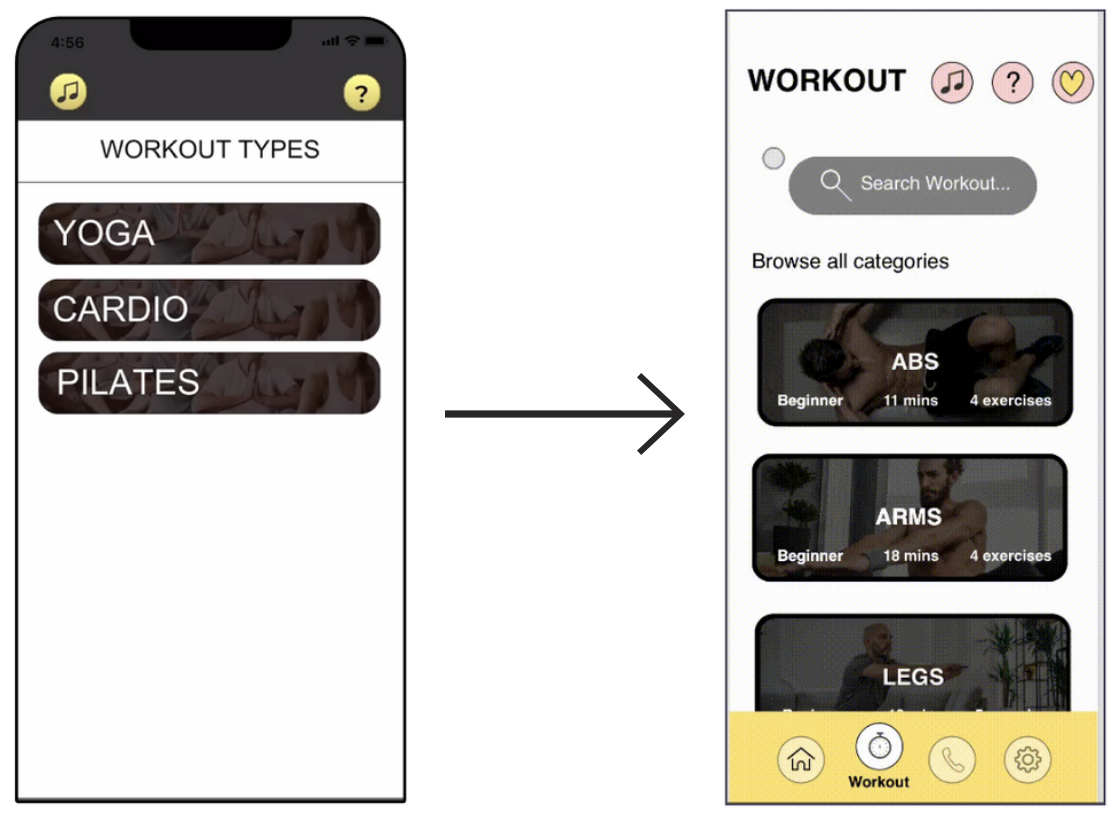 4:56
?
WORKOUT TYPES
YOGA
CARDIO
PILATES
WORKOUT ?
Search Workout...
Browse all categories
ABS
Beginner 11 mins 4 exercises
ARMS
Beginner 18 mins 4 exercises
LEGS
Workout